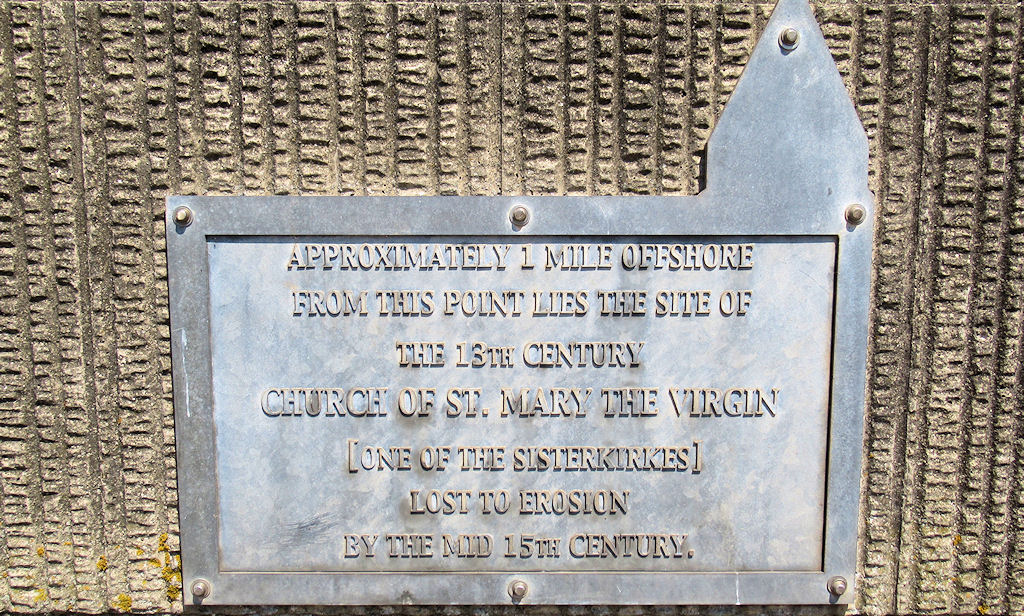 APPROXIMATELY 1 MILE OFFSHORE
FROM THIS POINT LIES THE SITE OF
THE 13TH CENTURY
CHURCH OF ST. MARY THE VIRGIN
[ONE OF THE SISTERKIRKES]
LOST TO EROSION
BY THE MID 15TH CENTURY.